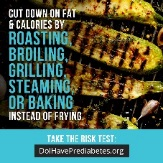 CUT DOWN ON FAT
& CALORIES BY
ROASTING,
BROILING,
GRILLING,
STEAMING,
OR BAKING
INSTEAD OF FRYING.
TAKE THE RISK TEST:
DoIHavePrediabetes.org